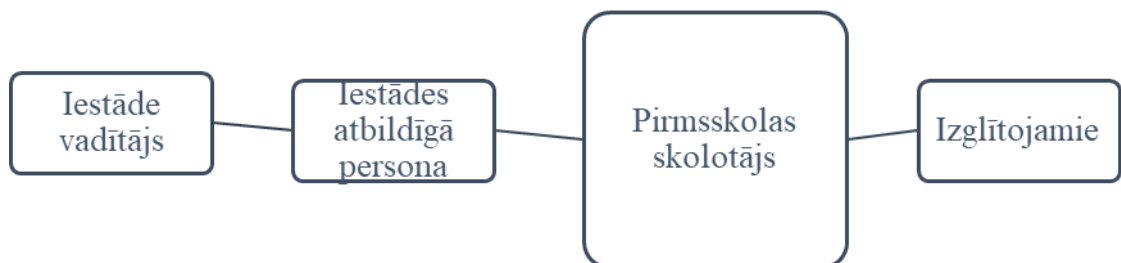 Iestāde
vadītājs
Iestādes
atbildīgā
persona
Pirmsskolas
skolotājs
Izglītojamie